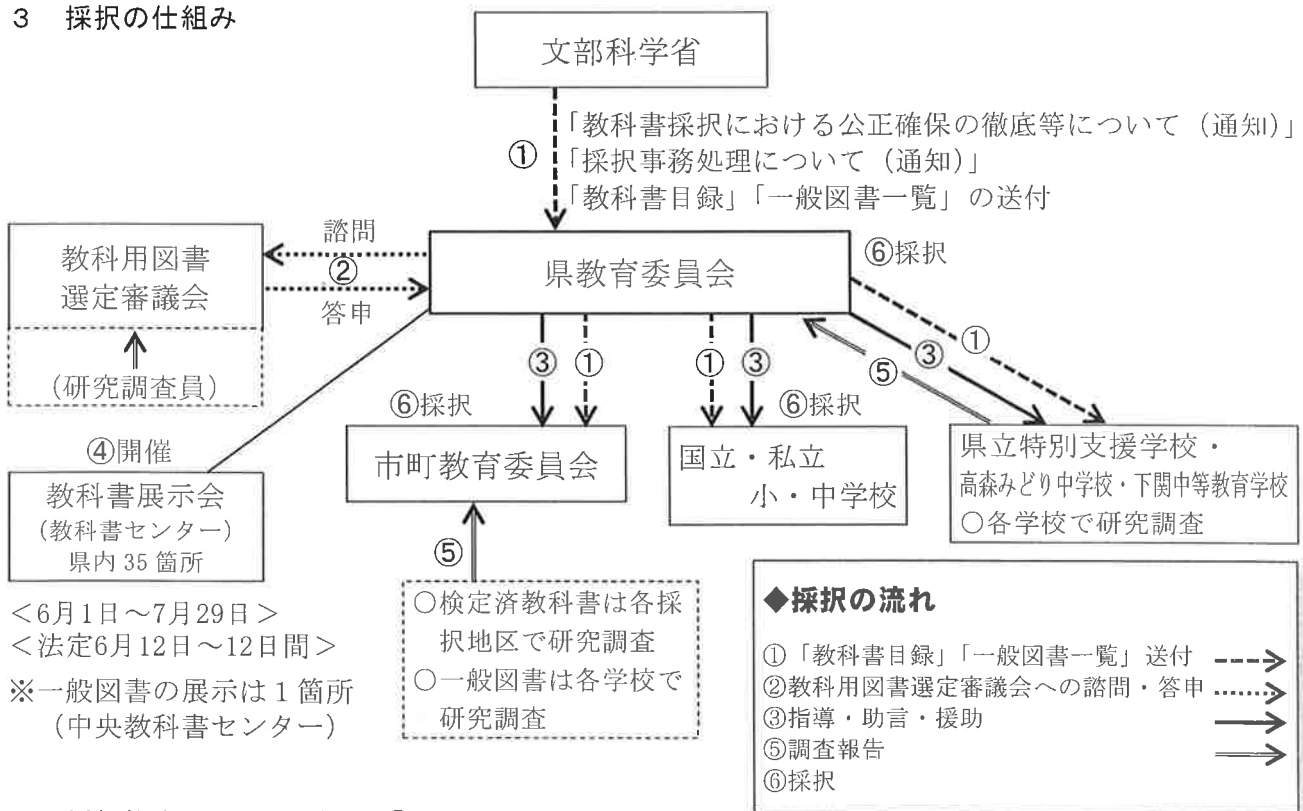 ３　採択の仕組み
文部科学省
①
「教科書採択における公正確保の徹底等について（通知）」
「採択事務処理について（通知）」
「教科書目録」「一般図書一覧」の送付
教科用図書
選定審議会
（研究調査員）
諮問
②
答申
県教育委員会
⑥採択
③
①
①
③
⑤
③
①
④開催
教科書展示会
（教科書センター）
県内 35 箇所
＜6月1日～7月29日＞
＜法定6月12日～12日間＞
※一般図書の展示は 1 箇所
（中央教科書センター）
⑥採択
市町教育委員会
⑤
○検定済教科書は各採
択地区で研究調査
○一般図書は各学校で
研究調査
⑥採択
国立・私立
小・中学校
県立特別支援学校・
高森みどり中学校・下関中等教育学校
○各学校で研究調査
◆採択の流れ
①「教科書目録」「一般図書一覧」送付
②教科用図書選定審議会への諮問・答申
③指導・助言・援助
⑤調査報告
⑥採択